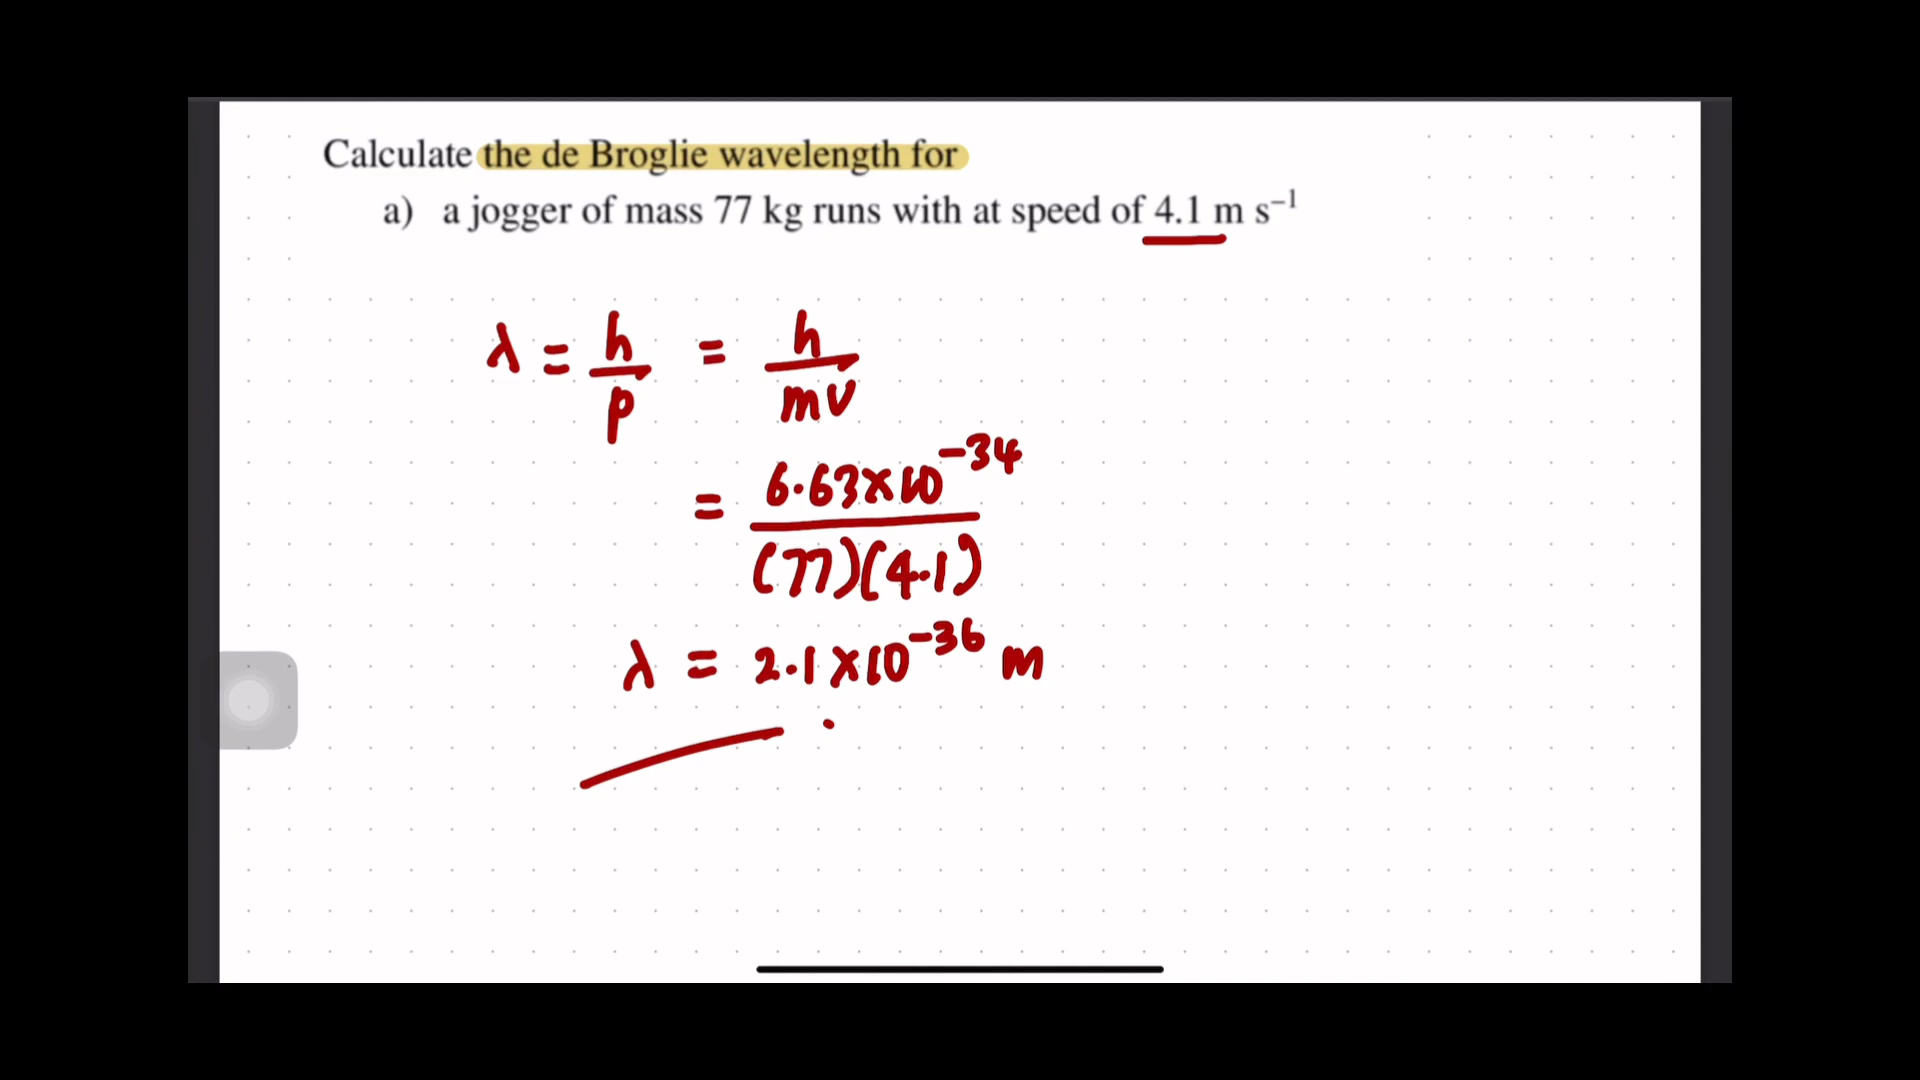 Calculate the de Broglie wavelength for
a) a jogger of mass 77 kg runs with at speed of 4.1 m s⁻¹
λ = h/p = h/mv
= 6.63×10⁻³⁴/(77)(4.1)
λ = 2.1×10⁻³⁶ m